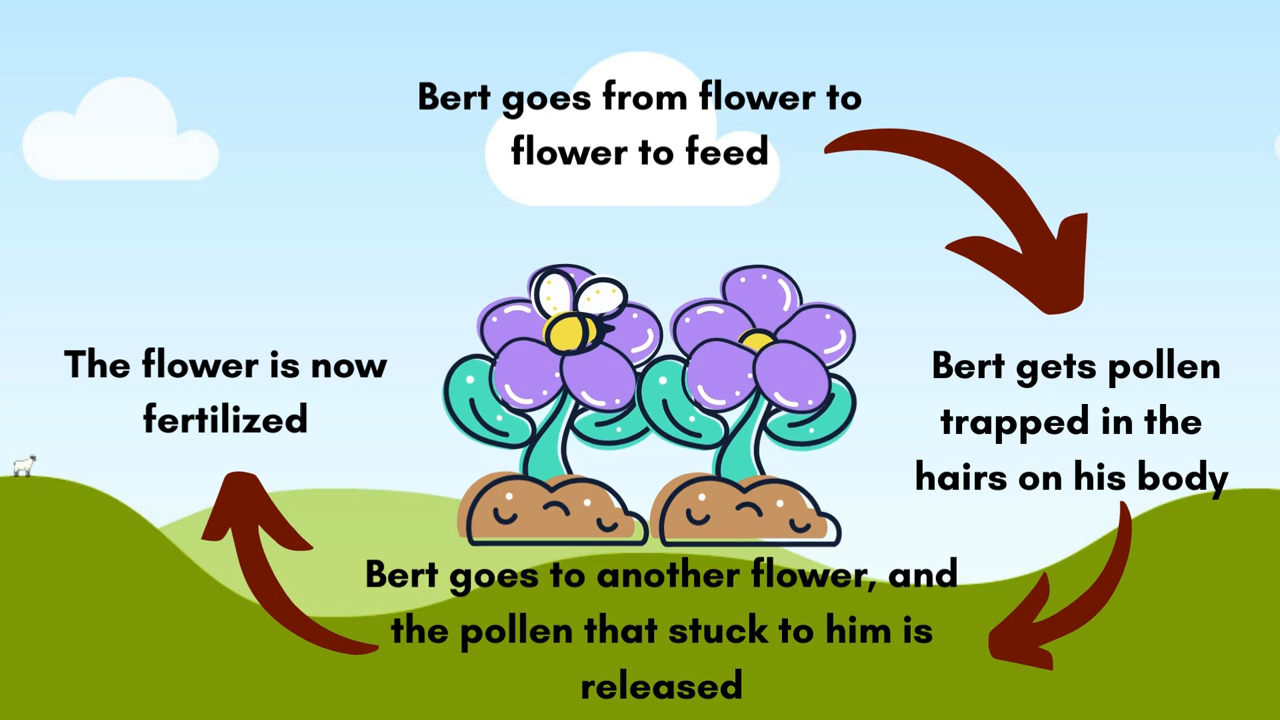 Bert goes from flower to
flower to feed
Bert gets pollen
trapped in the
hairs on his body
Bert goes to another flower, and
the pollen that stuck to him is
released
The flower is now
fertilized